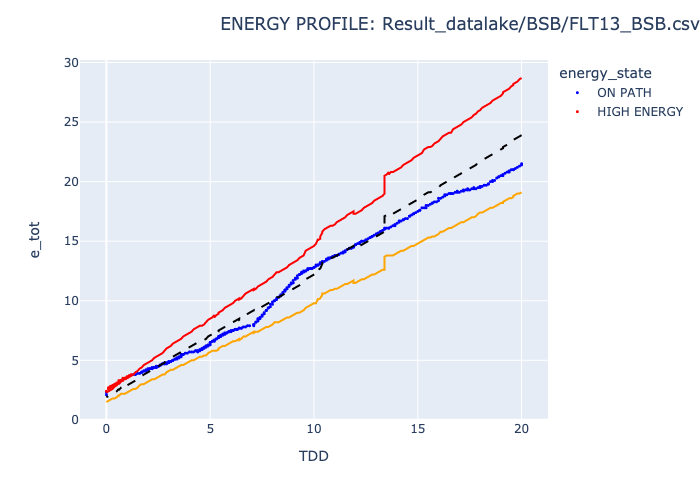 ENERGY PROFILE: Result_datalake/BSB/FLT13_BSB.csv
energy_state
ON PATH
HIGH ENERGY
e_tot
30
25
20
15
10
5
0
0 5 10 15 20
TDD